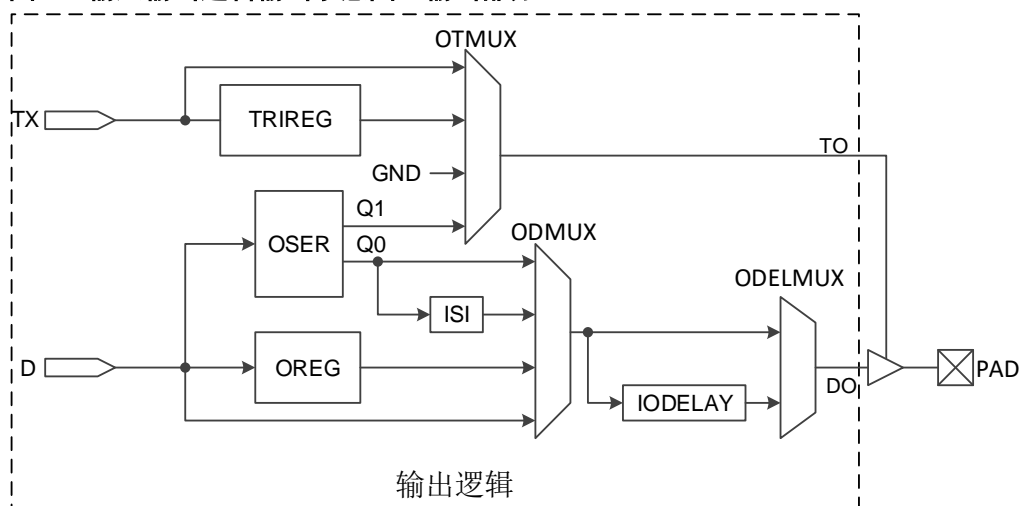 OTMUX
TX
TRIREG
TO
GND
Q1
OSER
Q0
ODMUX
ODELMUX
ISI
D
OREG
DO
PAD
IODELAY
输出逻辑